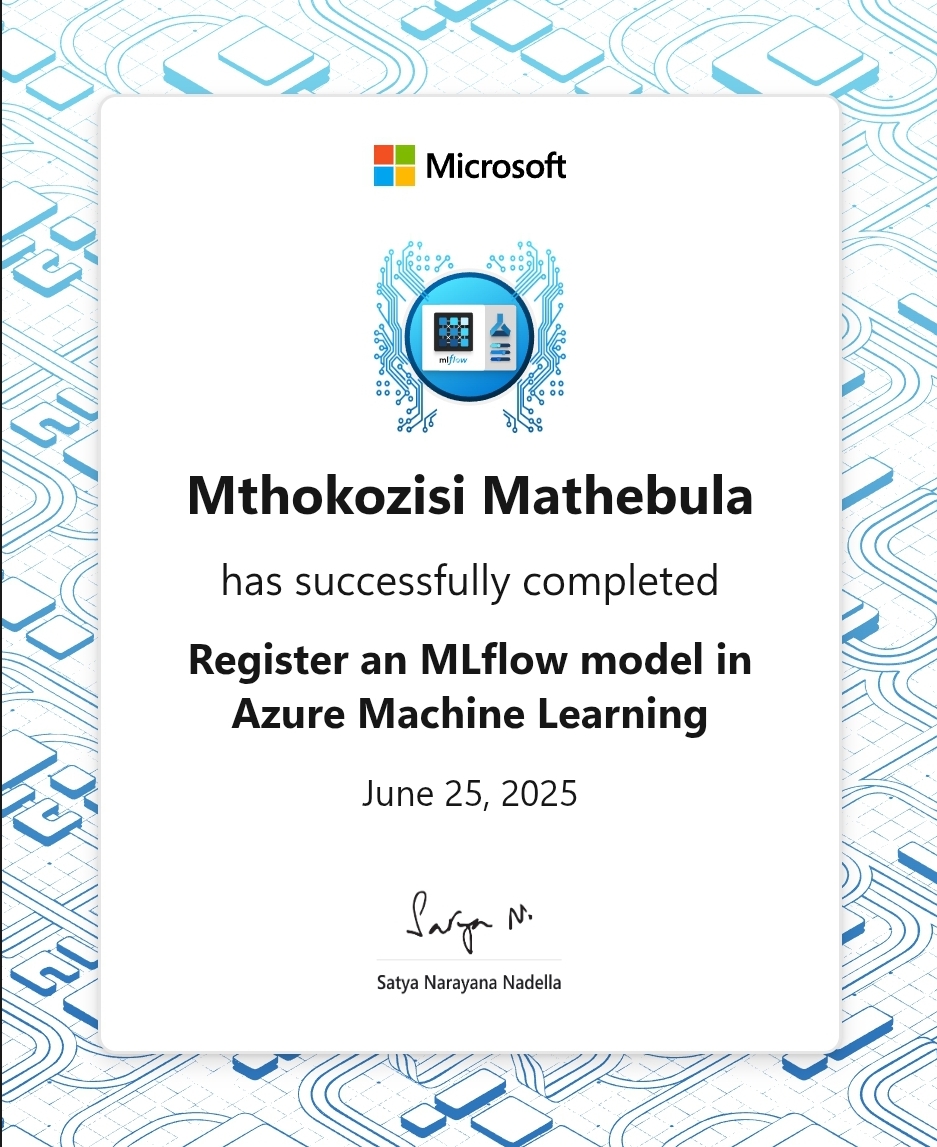 Microsoft
mlflow
Mthokozisi Mathebula
has successfully completed
Register an MLflow model in
Azure Machine Learning
June 25, 2025
Satya N.
Satya Narayana Nadella